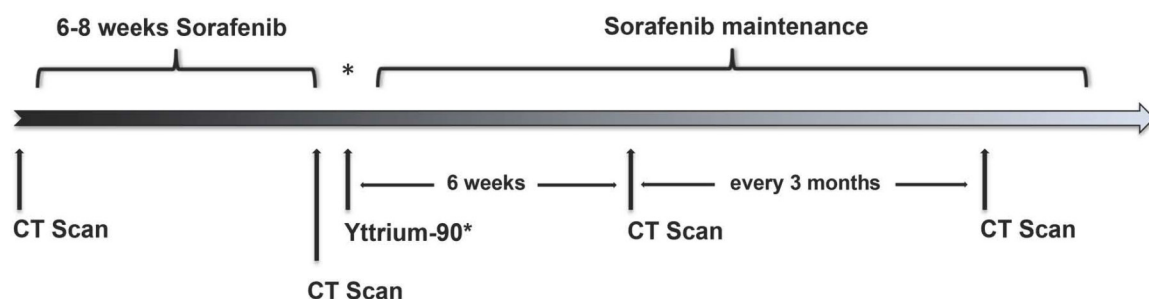 6-8 weeks Sorafenib
Sorafenib maintenance
*
6 weeks
every 3 months
CT Scan
Yttrium-90*
CT Scan
CT Scan
CT Scan